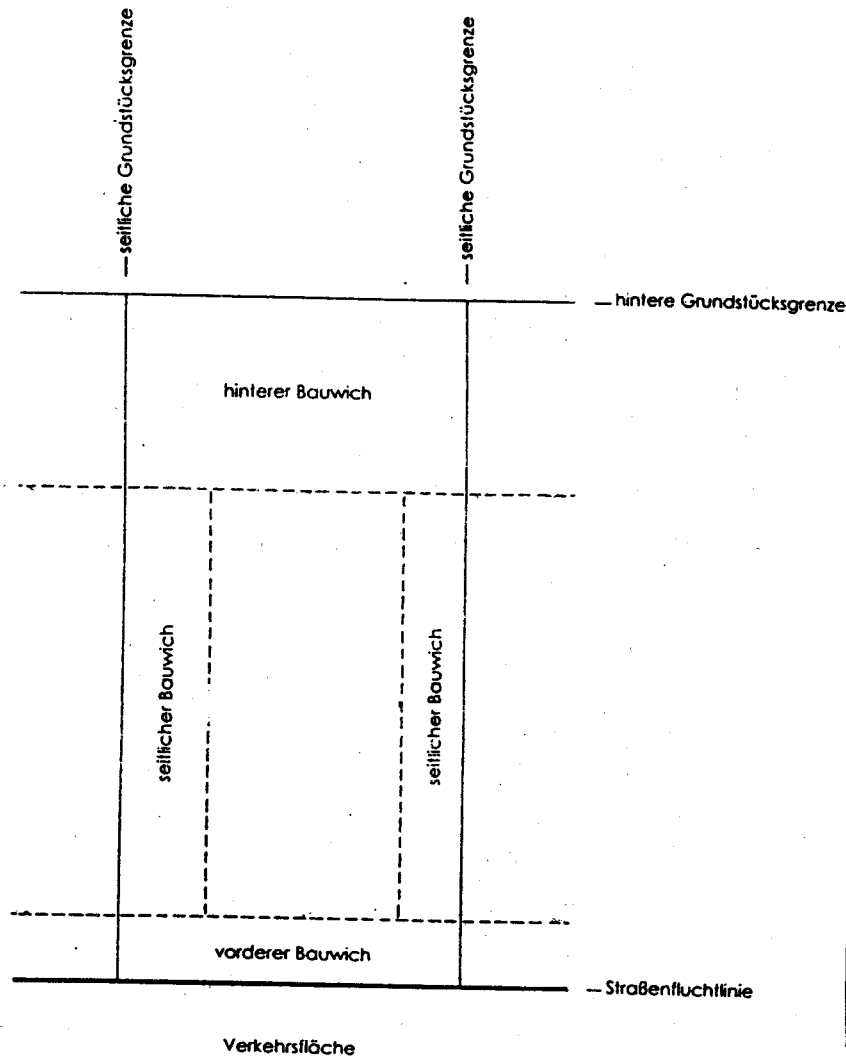 — seitliche Grundstücksgrenze
— seitliche Grundstücksgrenze
— hintere Grundstücksgrenze
hinterer Bauwich
seitlicher Bauwich
seitlicher Bauwich
vorderer Bauwich
— Straßenfluchtlinie
Verkehrsfläche